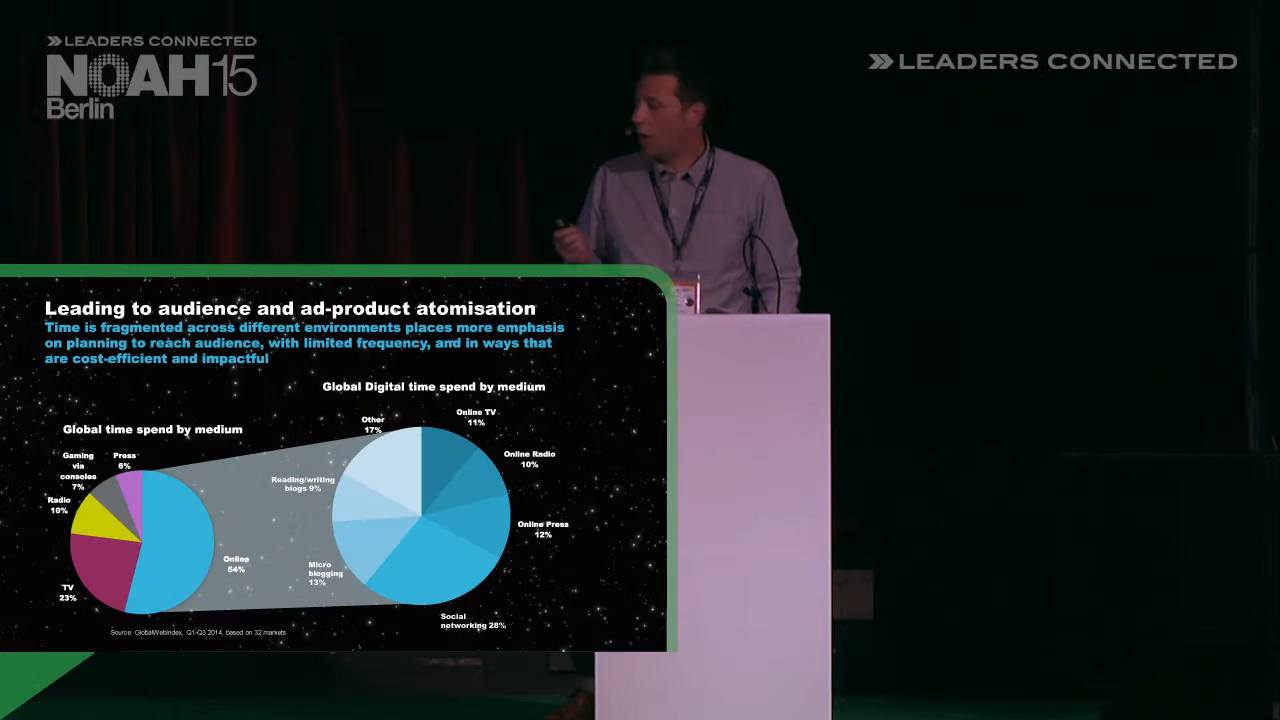 LEADERS CONNECTED
NOAH15
Berlin
LEADERS CONNECTED
Leading to audience and ad-product atomisation
Time is fragmented across different environments places more emphasis
on planning to reach audience, with limited frequency, and in ways that
are cost-efficient and impactful
Global Digital time spend by medium
Other
17%
Online TV
11%
Online Radio
10%
Online Press
12%
Social
networking 28%
Micro
blogging
13%
Reading/writing
blogs 9%
Global time spend by medium
Gaming
via
consoles
7%
Press
6%
Radio
10%
TV
23%
Online
54%
Source: GlobalWebIndex, Q1-Q3 2014, based on 32 markets